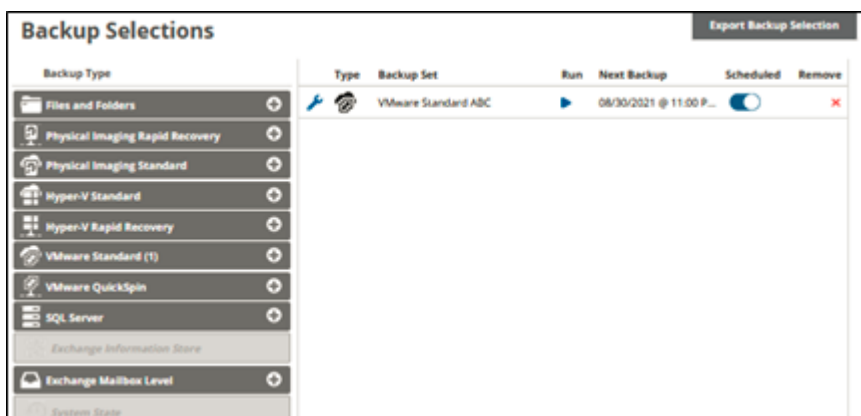 Backup Selections
Export Backup Selection
Backup Type
Type Backup Set Run Next Backup Scheduled Remove
Files and Folders
VMware Standard ABC 08/30/2021 @ 11:00 P...
Physical Imaging Rapid Recovery
Physical Imaging Standard
Hyper-V Standard
Hyper-V Rapid Recovery
VMware Standard (1)
VMware QuickSpin
SQL Server
Exchange Information Store
Exchange Mailbox Level
System State